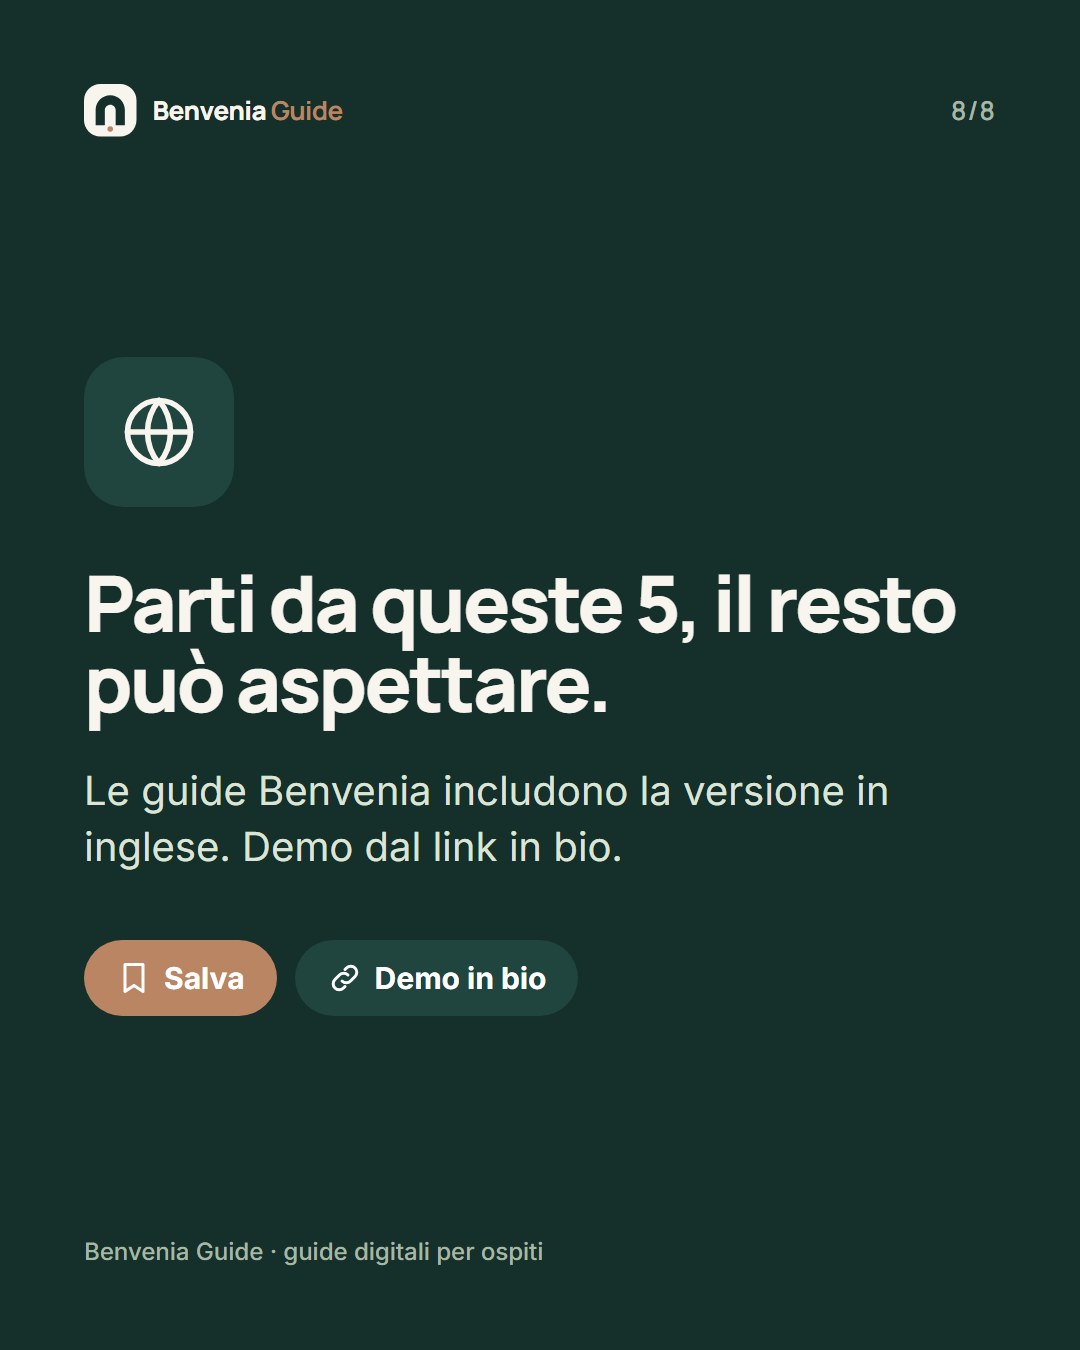 Benvenia Guide
8/8
Parti da queste 5, il resto
può aspettare.
Le guide Benvenia includono la versione in
inglese. Demo dal link in bio.
Salva
Demo in bio
Benvenia Guide · guide digitali per ospiti